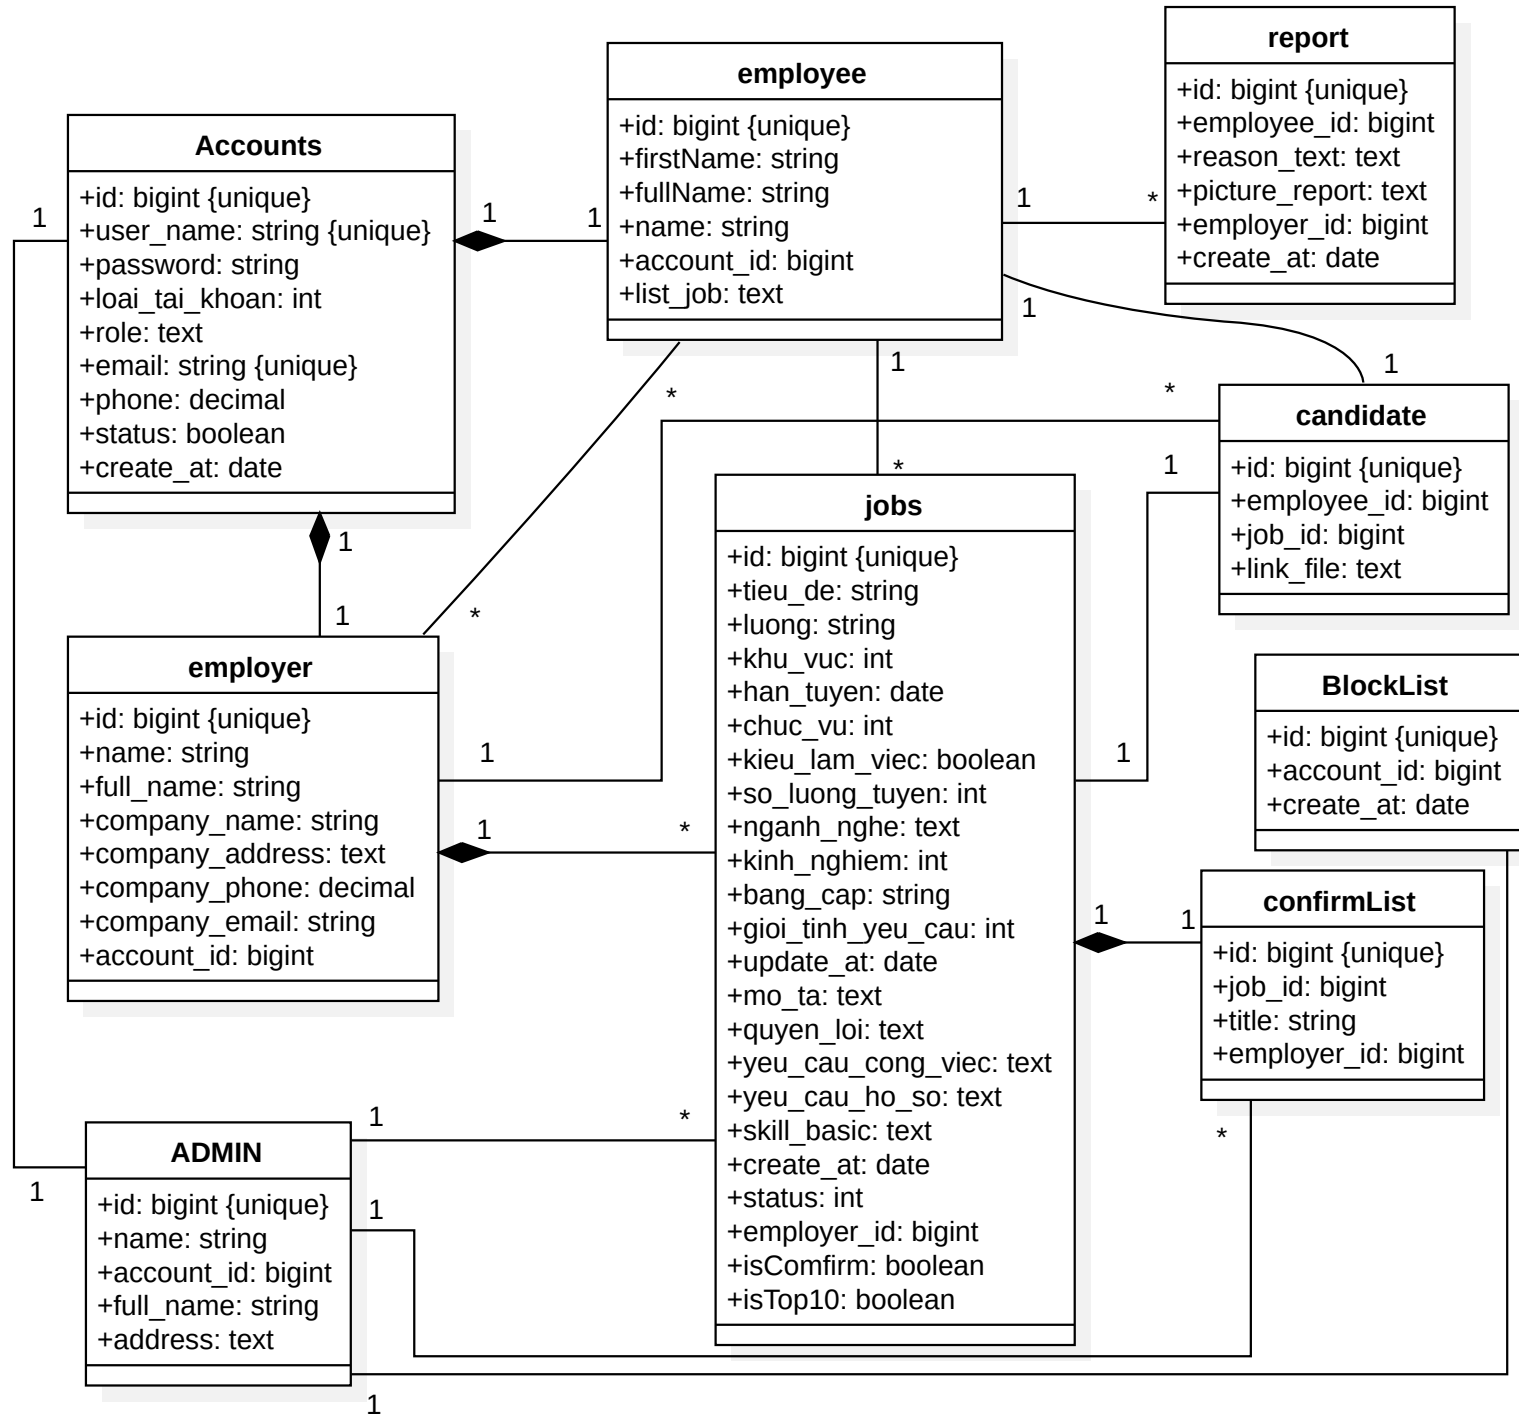 report
+id: bigint {unique}
+employee_id: bigint
+reason_text: text
+picture_report: text
+employer_id: bigint
+create_at: date
employee
+id: bigint {unique}
+firstName: string
+fullName: string
+name: string
+account_id: bigint
+list_job: text
Accounts
+id: bigint {unique}
+user_name: string {unique}
+password: string
+loai_tai_khoan: int
+role: text
+email: string {unique}
+phone: decimal
+status: boolean
+create_at: date
1
1
1
1
*
1
1
1
*
*
*
1
*
1
1
candidate
+id: bigint {unique}
+employee_id: bigint
+job_id: bigint
+link_file: text
employer
+id: bigint {unique}
+name: string
+full_name: string
+company_name: string
+company_address: text
+company_phone: decimal
+company_email: string
+account_id: bigint
1
*
1
1
1
*
jobs
+id: bigint {unique}
+tieu_de: string
+luong: string
+khu_vuc: int
+han_tuyen: date
+chuc_vu: int
+kieu_lam_viec: boolean
+so_luong_tuyen: int
+nganh_nghe: text
+kinh_nghiem: int
+bang_cap: string
+gioi_tinh_yeu_cau: int
+update_at: date
+mo_ta: text
+quyen_loi: text
+yeu_cau_cong_viec: text
+yeu_cau_ho_so: text
+skill_basic: text
+create_at: date
+status: int
+employer_id: bigint
+isComfirm: boolean
+isTop10: boolean
BlockList
+id: bigint {unique}
+account_id: bigint
+create_at: date
1
1
confirmList
+id: bigint {unique}
+job_id: bigint
+title: string
+employer_id: bigint
*
1
*
1
1
1
ADMIN
+id: bigint {unique}
+name: string
+account_id: bigint
+full_name: string
+address: text